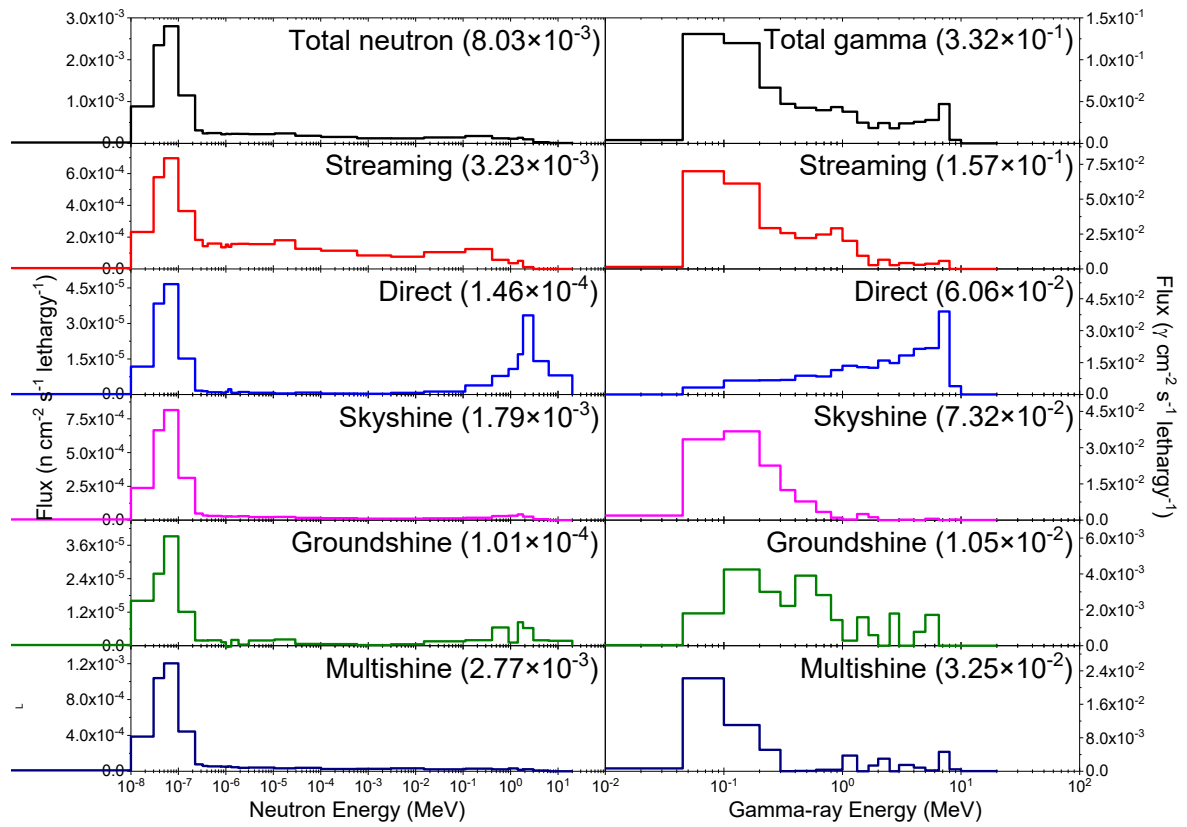 3.0x10⁻³
2.0x10⁻³
1.0x10⁻³
0.0
Total neutron (8.03×10⁻³)
Total gamma (3.32×10⁻¹)
1.5x10⁻¹
1.0x10⁻¹
5.0x10⁻²
0.0
6.0x10⁻⁴
4.0x10⁻⁴
2.0x10⁻⁴
0.0
Streaming (3.23×10⁻³)
Streaming (1.57×10⁻¹)
7.5x10⁻²
5.0x10⁻²
2.5x10⁻²
0.0
4.5x10⁻⁵
3.0x10⁻⁵
1.5x10⁻⁵
0.0
Direct (1.46×10⁻⁴)
Direct (6.06×10⁻²)
4.5x10⁻²
3.0x10⁻²
1.5x10⁻²
0.0
Flux (n cm⁻² s⁻¹ lethargy⁻¹)
Flux (γ cm⁻² s⁻¹ lethargy⁻¹)
7.5x10⁻⁴
5.0x10⁻⁴
2.5x10⁻⁴
0.0
Skyshine (1.79×10⁻³)
Skyshine (7.32×10⁻²)
4.5x10⁻²
3.0x10⁻²
1.5x10⁻²
0.0
3.6x10⁻⁵
2.4x10⁻⁵
1.2x10⁻⁵
0.0
Groundshine (1.01×10⁻⁴)
Groundshine (1.05×10⁻²)
6.0x10⁻³
4.0x10⁻³
2.0x10⁻³
0.0
1.2x10⁻³
8.0x10⁻⁴
4.0x10⁻⁴
0.0
Multishine (2.77×10⁻³)
Multishine (3.25×10⁻²)
2.4x10⁻²
1.6x10⁻²
8.0x10⁻³
0.0
10⁻⁸ 10⁻⁷ 10⁻⁶ 10⁻⁵ 10⁻⁴ 10⁻³ 10⁻² 10⁻¹ 10⁰ 10¹
10⁻² 10⁻¹ 10⁰ 10¹ 10²
Neutron Energy (MeV)
Gamma-ray Energy (MeV)